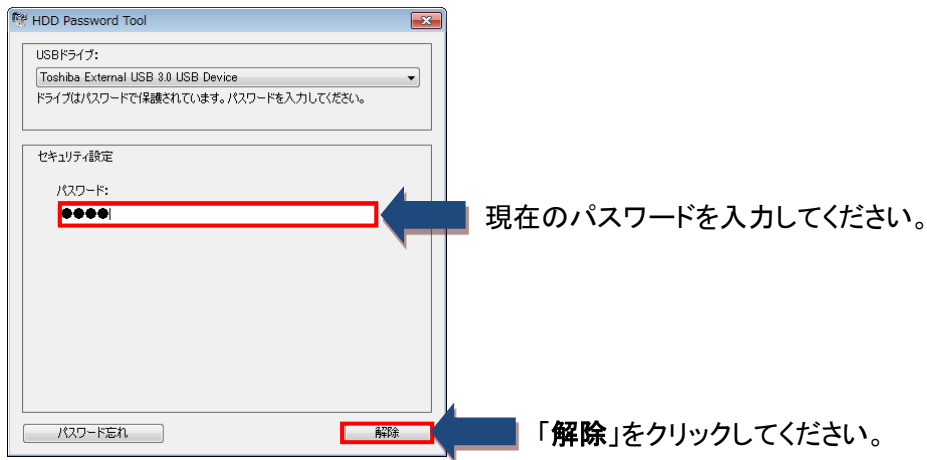 HDD Password Tool
USBドライブ:
Toshiba External USB 3.0 USB Device
ドライブはパスワードで保護されています。パスワードを入力してください。
セキュリティ設定
パスワード:
●●●●
現在のパスワードを入力してください。
パスワード忘れ
解除
「解除」をクリックしてください。